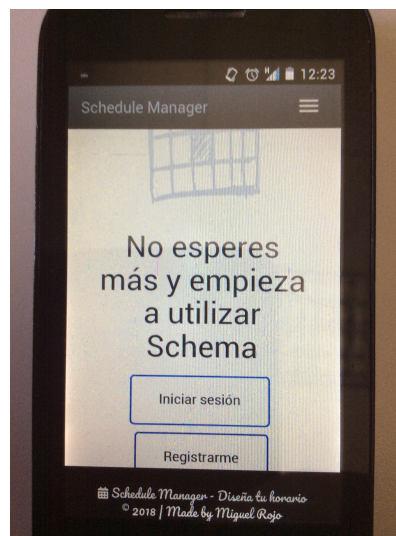 12:23
Schedule Manager
No esperes
más y empieza
a utilizar
Schema
Iniciar sesión
Registrarme
Schedule Manager - Diseña tu horario
© 2018 | Made by Miguel Rojo